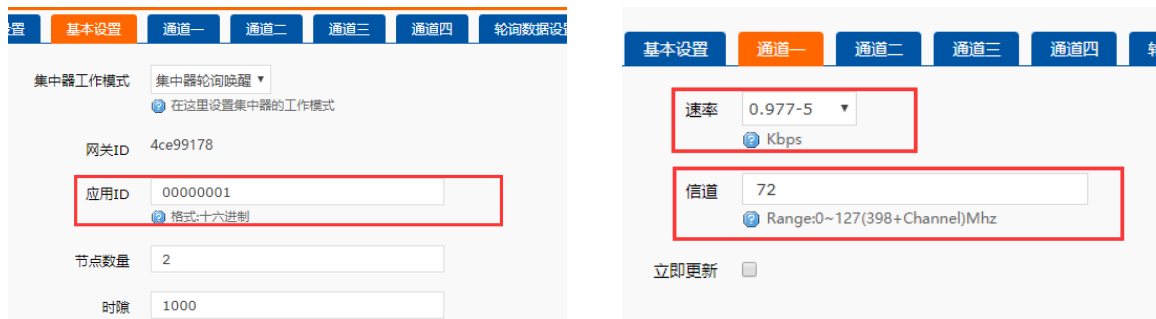 置 基本设置 通道一 通道二 通道三 通道四 轮询数据设
集中器工作模式 集中器轮询唤醒
在这里设置集中器的工作模式
网关ID 4ce99178
应用ID 00000001
格式:十六进制
节点数量 2
时隙 1000
基本设置 通道一 通道二 通道三 通道四
速率 0.977-5
Kbps
信道 72
Range:0~127(398+Channel)Mhz
立即更新